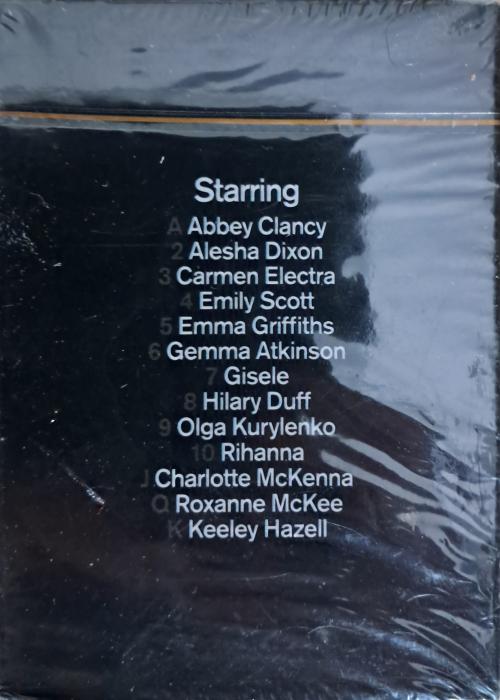 Starring
A Abbey Clancy
2 Alesha Dixon
3 Carmen Electra
4 Emily Scott
5 Emma Griffiths
6 Gemma Atkinson
7 Gisele
8 Hilary Duff
9 Olga Kurylenko
10 Rihanna
J Charlotte McKenna
Q Roxanne McKee
K Keeley Hazell